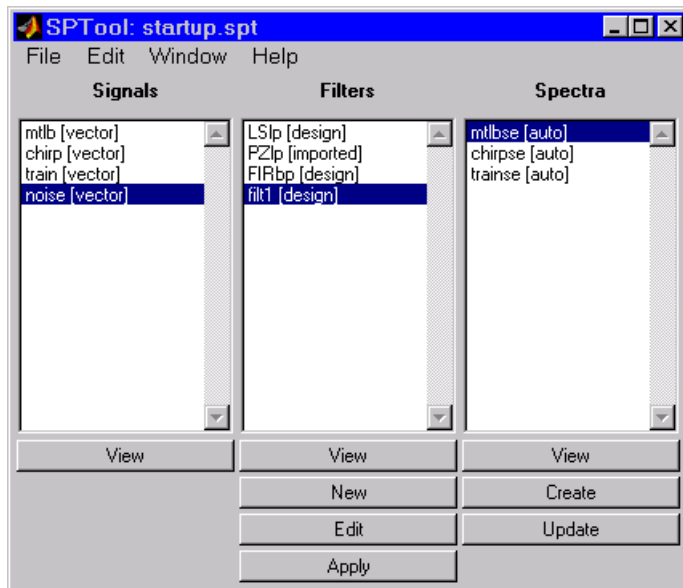 SPTool: startup.spt
File Edit Window Help
Signals
mtlb [vector]
chirp [vector]
train [vector]
noise [vector]
View
Filters
LSlp [design]
PZlp [imported]
FIRbp [design]
filt1 [design]
View
New
Edit
Apply
Spectra
mtlbse [auto]
chirpse [auto]
trainse [auto]
View
Create
Update